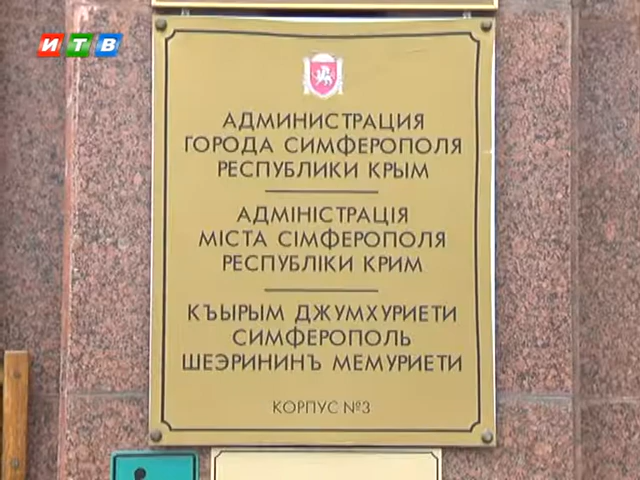 ИТВ
АДМИНИСТРАЦИЯ
ГОРОДА СИМФЕРОПОЛЯ
РЕСПУБЛИКИ КРЫМ
АДМІНІСТРАЦІЯ
МІСТА СІМФЕРОПОЛЯ
РЕСПУБЛІКИ КРИМ
КЪЫРЫМ ДЖУМХУРИЕТИ
СИМФЕРОПОЛЬ
ШЕЭРИНИНЪ МЕМУРИЕТИ
КОРПУС №3